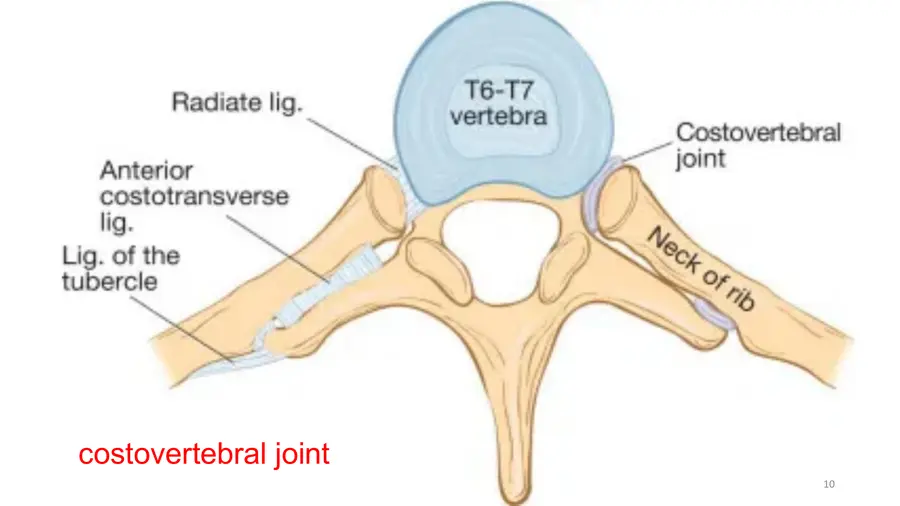 T6-T7
vertebra
Radiate lig.
Costovertebral
joint
Anterior
costotransverse
lig.
Lig. of the
tubercle
Neck of rib
costovertebral joint
10